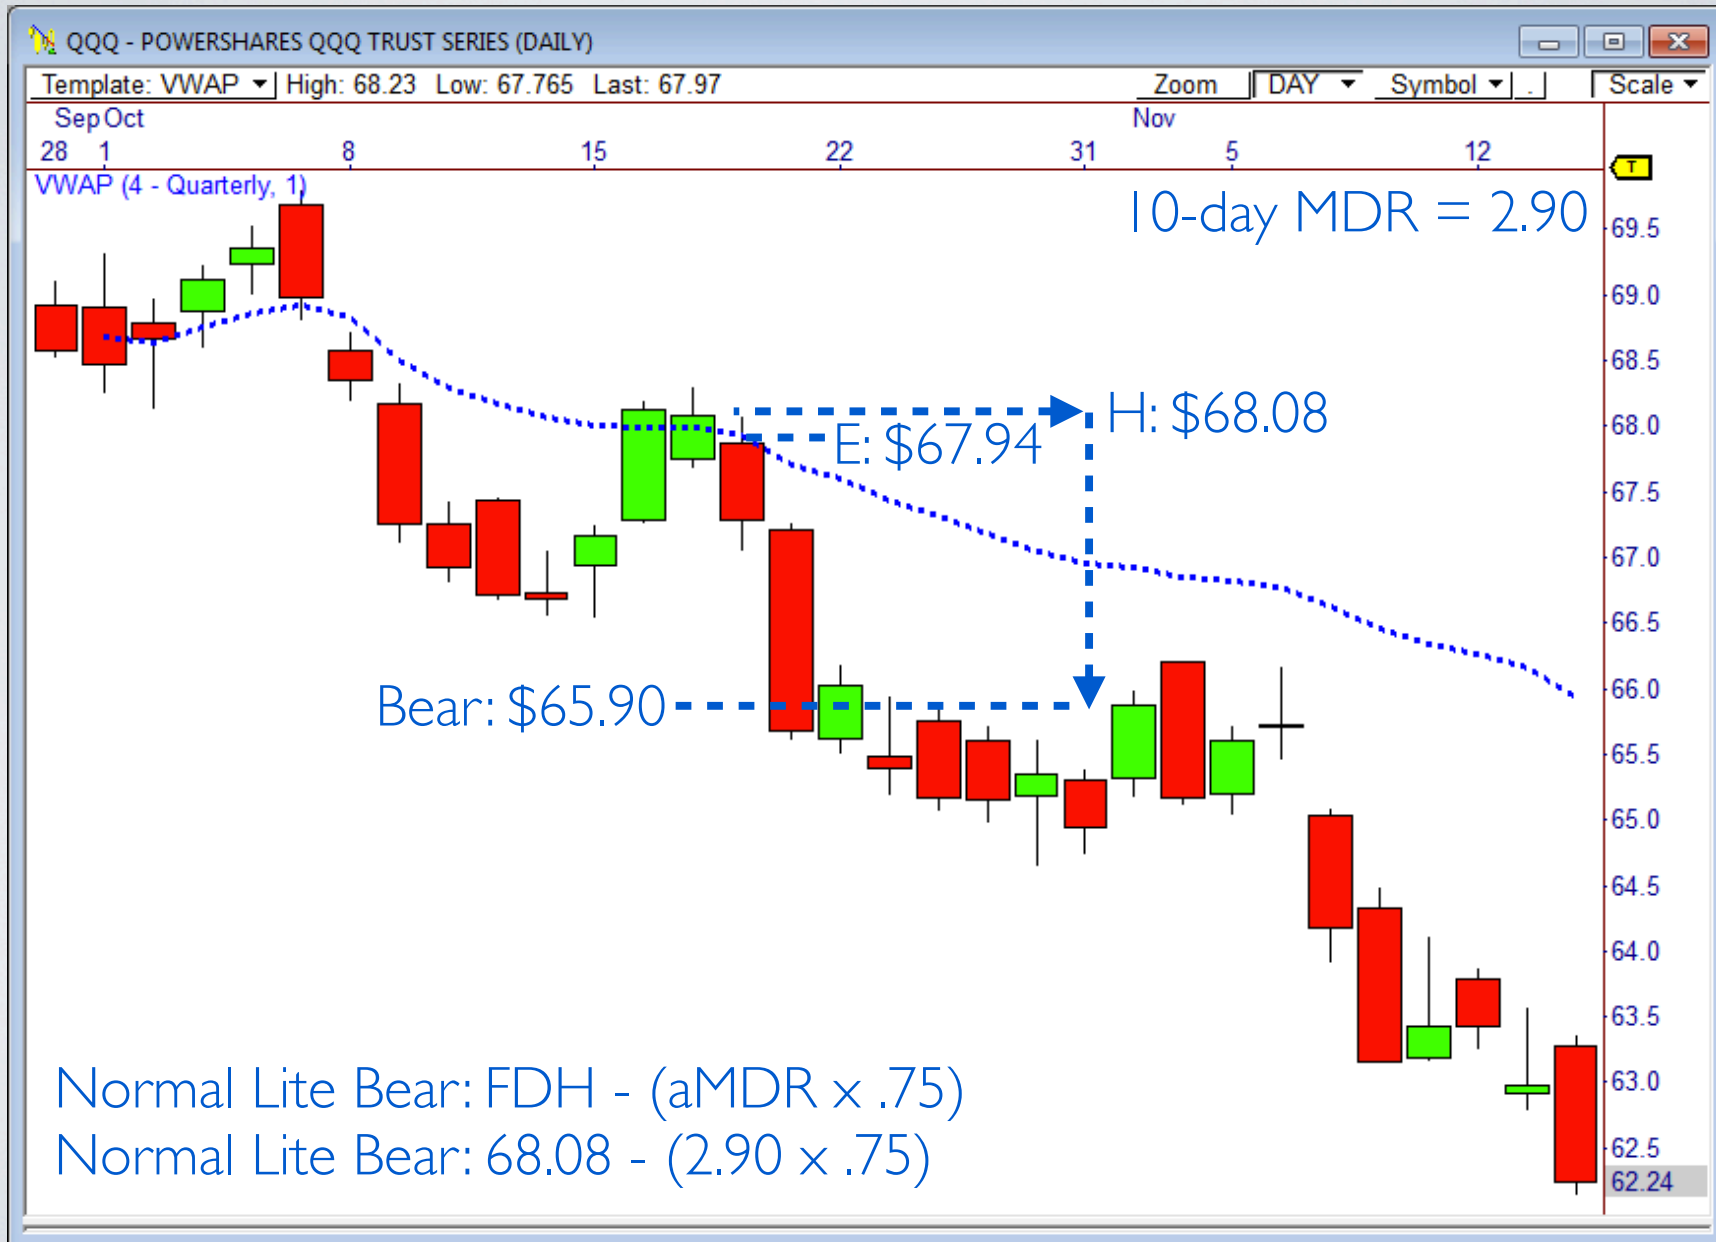 QQQ - POWERSHARES QQQ TRUST SERIES (DAILY)
Template: VWAP High: 68.23 Low: 67.765 Last: 67.97 Zoom DAY Symbol . Scale
Sep Oct Nov
28 1 8 15 22 31 5 12
T
VWAP (4 - Quarterly, 1)
10-day MDR = 2.90
69.5
69.0
68.5
68.0
H: $68.08
E: $67.94
67.5
67.0
66.5
66.0
Bear: $65.90
65.5
65.0
64.5
64.0
63.5
63.0
Normal Lite Bear: FDH - (aMDR x .75)
Normal Lite Bear: 68.08 - (2.90 x .75)
62.5
62.24